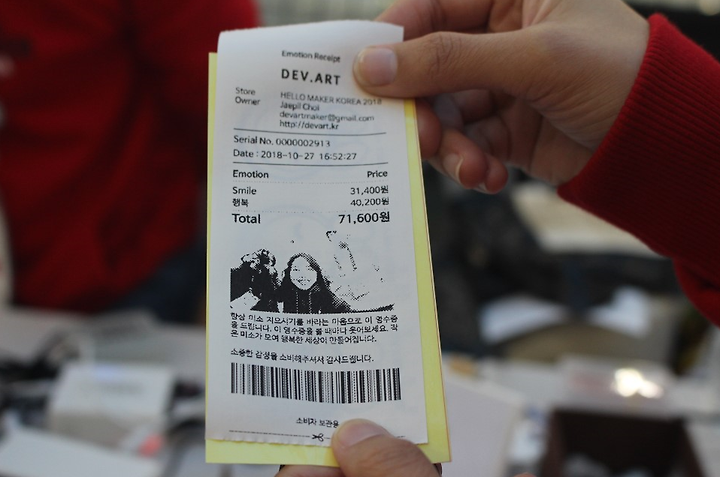 Emotion Receipt
DEV.ART
Store HELLO MAKER KOREA 2018
Owner Jaepil Choi
devartmaker@gmail.com
http://devart.kr
Serial No. 0000002913
Date : 2018-10-27 16:52:27
Emotion Price
Smile 31,400원
행복 40,200원
Total 71,600원
항상 미소 지으시기를 바라는 마음으로 이 영수증
을 드립니다. 이 영수증을 볼 때마다 웃어보세요. 작
은 미소가 모여 행복한 세상이 만들어집니다.
소중한 감정을 소비해주셔서 감사드립니다.
소비자 보관용